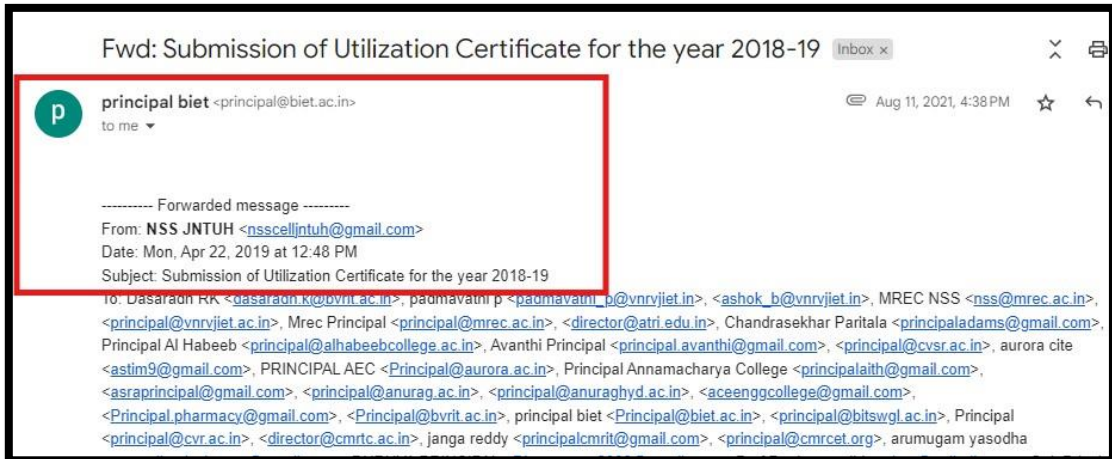 Fwd: Submission of Utilization Certificate for the year 2018-19 Inbox x
p
principal biet <principal@biet.ac.in> Aug 11, 2021, 4:38 PM
to me
---------- Forwarded message ---------
From: NSS JNTUH <nsscelljntuh@gmail.com>
Date: Mon, Apr 22, 2019 at 12:48 PM
Subject: Submission of Utilization Certificate for the year 2018-19
To: Dasaradh RK <dasaradh.k@bvrit.ac.in>, padmavathi p <padmavathi_p@vnrvjiet.in>, <ashok_b@vnrvjiet.in>, MREC NSS <nss@mrec.ac.in>,
<principal@vnrvjiet.ac.in>, Mrec Principal <principal@mrec.ac.in>, <director@atri.edu.in>, Chandrasekhar Paritala <principaladams@gmail.com>,
Principal Al Habeeb <principal@alhabeebcollege.ac.in>, Avanthi Principal <principal.avanthi@gmail.com>, <principal@cvsr.ac.in>, aurora cite
<astim9@gmail.com>, PRINCIPAL AEC <Principal@aurora.ac.in>, Principal Annamacharya College <principalaith@gmail.com>,
<asraprincipal@gmail.com>, <principal@anurag.ac.in>, <principal@anuraghyd.ac.in>, <aceenggcollege@gmail.com>,
<Principal.pharmacy@gmail.com>, <Principal@bvrit.ac.in>, principal biet <Principal@biet.ac.in>, <principal@bitswgl.ac.in>, Principal
<principal@cvr.ac.in>, <director@cmrtc.ac.in>, janga reddy <principalcmrit@gmail.com>, <principal@cmrcet.org>, arumugam yasodha